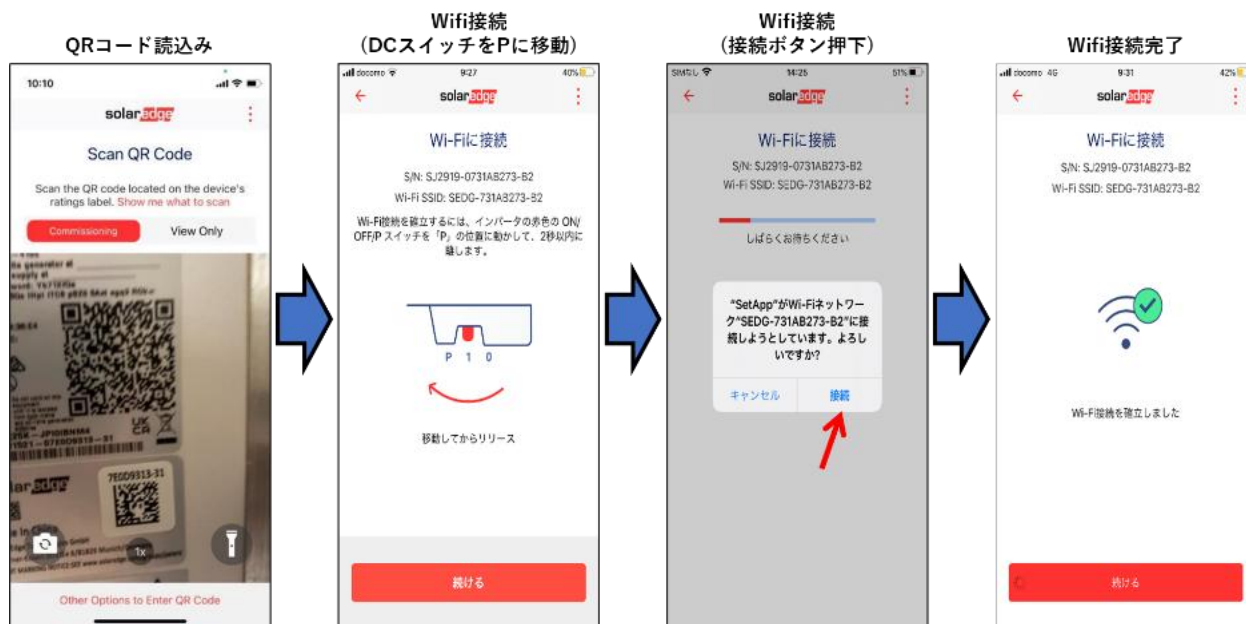 QRコード読込み
10:10
solaredge
Scan QR Code
Scan the QR code located on the device's
ratings label. Show me what to scan
Commissioning
View Only
7E0D9313-31
1x
Other Options to Enter QR Code
Wifi接続
(DCスイッチをPに移動)
docomo
9:27
40%
solaredge
Wi-Fiに接続
S/N: SJ2919-0731AB273-B2
Wi-Fi SSID: SEDG-731AB273-B2
Wi-Fi接続を確立するには、インバータの赤色の ON/
OFF/P スイッチを「P」の位置に動かして、2秒以内に
離します。
P 1 0
移動してからリリース
続ける
Wifi接続
(接続ボタン押下)
SIMなし
14:25
51%
solaredge
Wi-Fiに接続
S/N: SJ2919-0731AB273-B2
Wi-Fi SSID: SEDG-731AB273-B2
しばらくお待ちください
"SetApp"がWi-Fiネットワー
ク"SEDG-731AB273-B2"に接
続しようとしています。よろし
いですか?
キャンセル
接続
Wifi接続完了
docomo 4G
9:31
42%
solaredge
Wi-Fiに接続
S/N: SJ2919-0731AB273-B2
Wi-Fi SSID: SEDG-731AB273-B2
Wi-Fi接続を確立しました
続ける